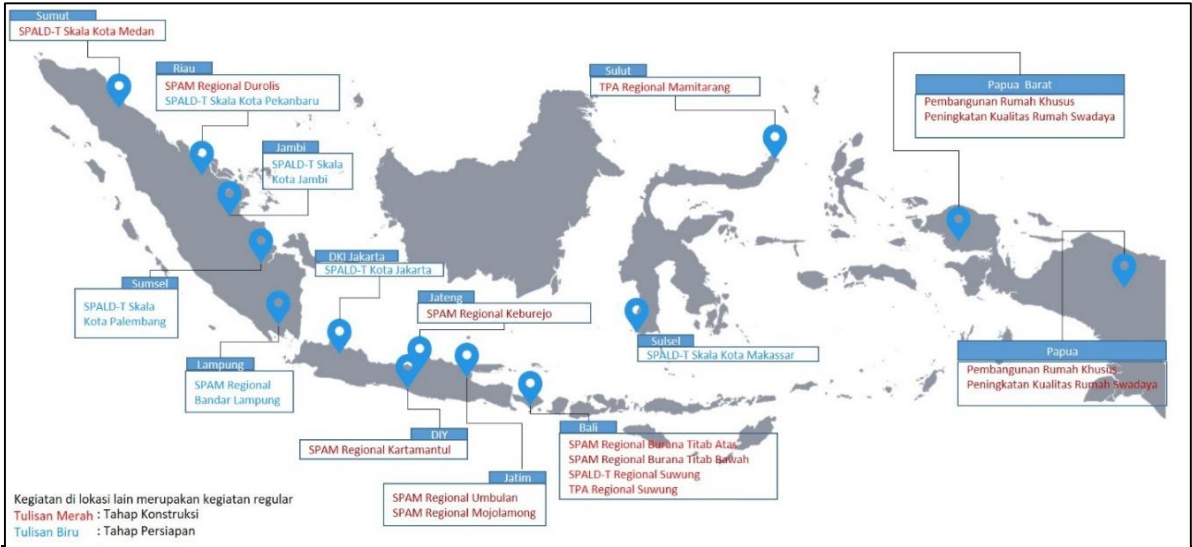 Sumut
SPALD-T Skala Kota Medan
Riau
SPAM Regional Durolis
SPALD-T Skala Kota Pekanbaru
Jambi
SPALD-T Skala
Kota Jambi
Sulut
TPA Regional Mamitarang
Papua Barat
Pembangunan Rumah Khusus
Peningkatan Kualitas Rumah Swadaya
Sumsel
SPALD-T Skala
Kota Palembang
DKI Jakarta
SPALD-T Kota Jakarta
Jateng
SPAM Regional Keburejo
Sulsel
SPALD-T Skala Kota Makassar
Papua
Pembangunan Rumah Khusus
Peningkatan Kualitas Rumah Swadaya
Lampung
SPAM Regional
Bandar Lampung
DIY
SPAM Regional Kartamantul
Jatim
SPAM Regional Umbulan
SPAM Regional Mojolamong
Bali
SPAM Regional Burana Titab Atas
SPAM Regional Burana Titab Bawah
SPALD-T Regional Suwung
TPA Regional Suwung
Kegiatan di lokasi lain merupakan kegiatan regular
Tulisan Merah : Tahap Konstruksi
Tulisan Biru : Tahap Persiapan